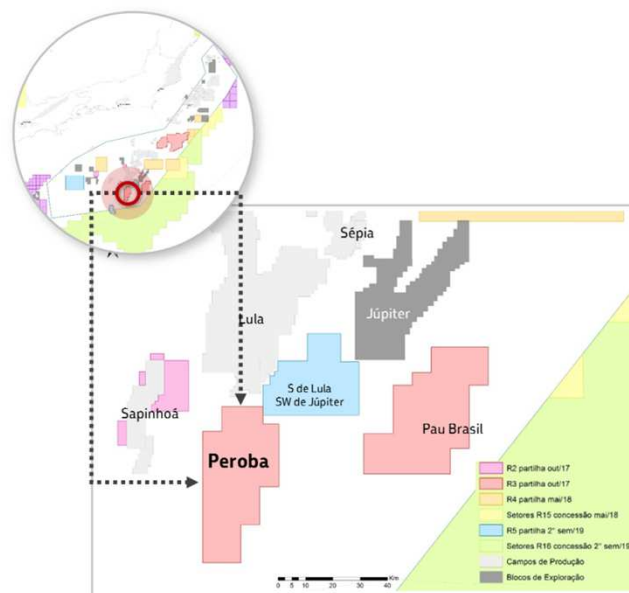 Sépia
Lula
Júpiter
S de Lula
SW de Júpiter
Sapinhoá
Pau Brasil
Peroba
R2 partilha out/17
R3 partilha out/17
R4 partilha mai/18
Setores R15 concessão mai/18
R5 partilha 2° sem/19
Setores R16 concessão 2° sem/19
Campos de Produção
Blocos de Exploração
0 5 10 20 30 40 Km